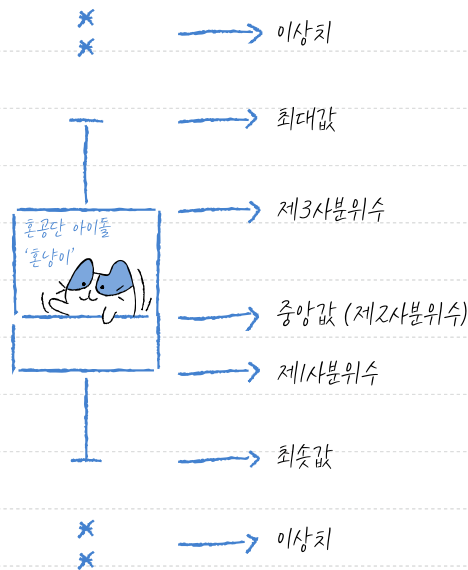 이상치
최대값
제3사분위수
혼공단 아이돌
‘혼냥이’
중앙값 (제2사분위수)
제1사분위수
최솟값
이상치